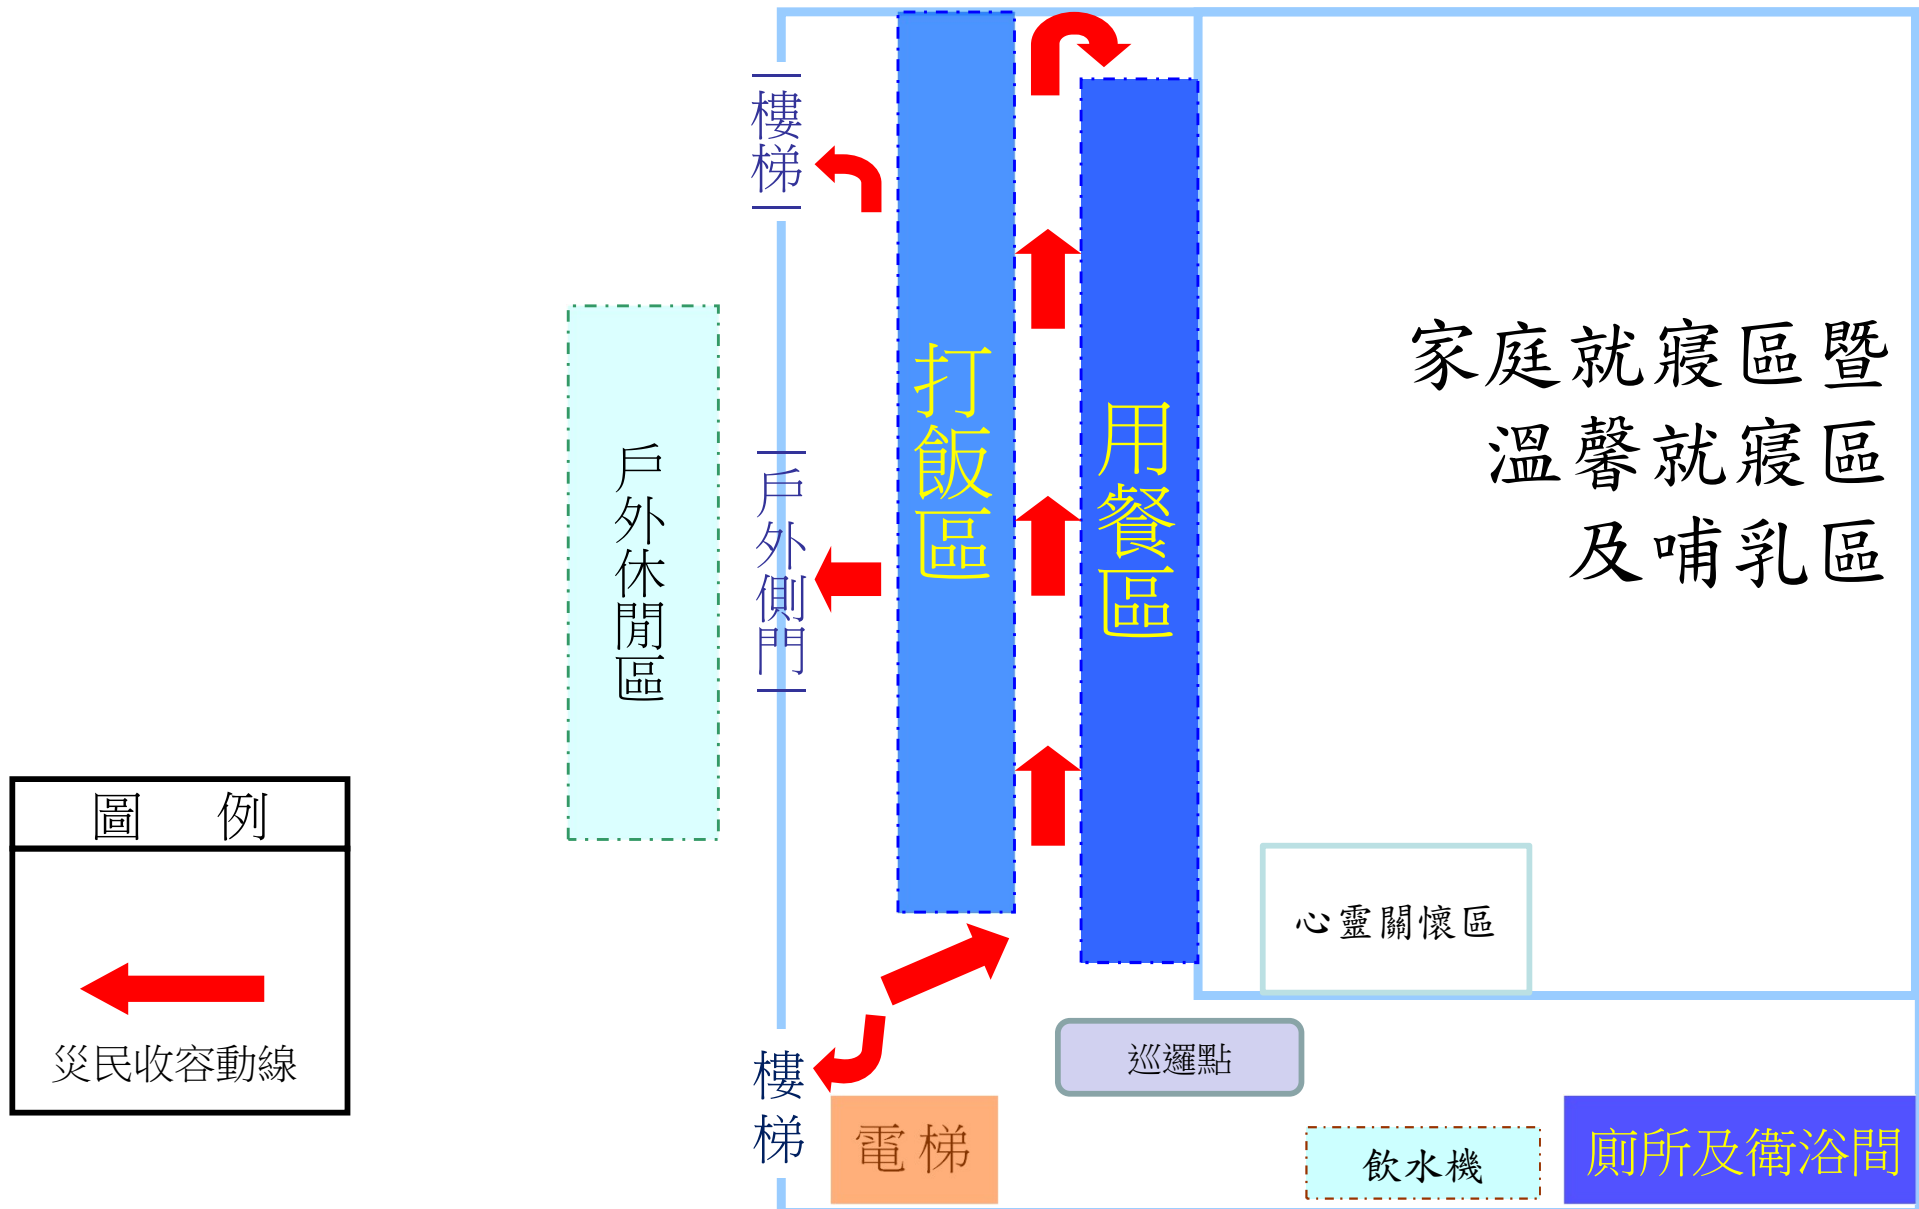 樓梯
打飯區
用餐區
家庭就寢區暨
溫馨就寢區
及哺乳區
戶外休閒區
戶外側門
圖 例
災民收容動線
心靈關懷區
巡邏點
樓梯
電梯
飲水機
廁所及衛浴間